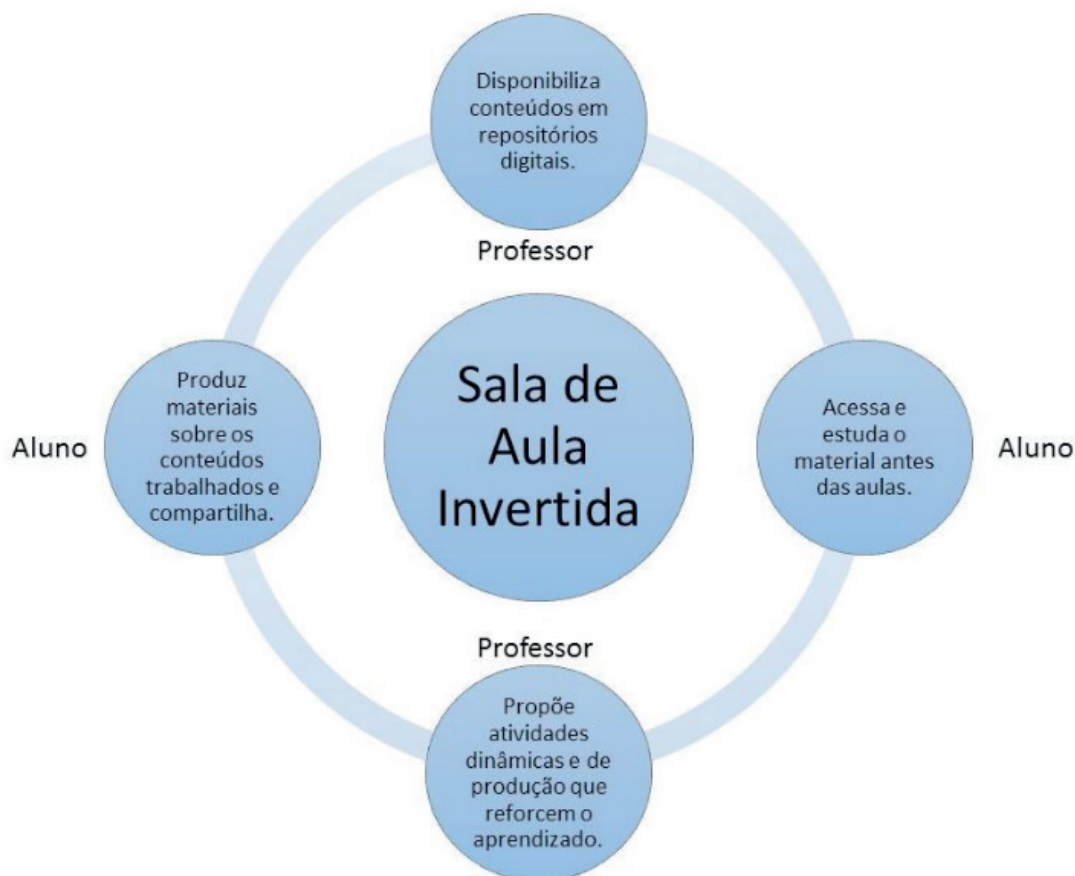 Disponibiliza
conteúdos em
repositórios
digitais.
Professor
Sala de
Aula
Invertida
Aluno
Produz
materiais
sobre os
conteúdos
trabalhados e
compartilha.
Acessa e
estuda o
material antes
das aulas.
Aluno
Professor
Propõe
atividades
dinâmicas e de
produção que
reforcem o
aprendizado.